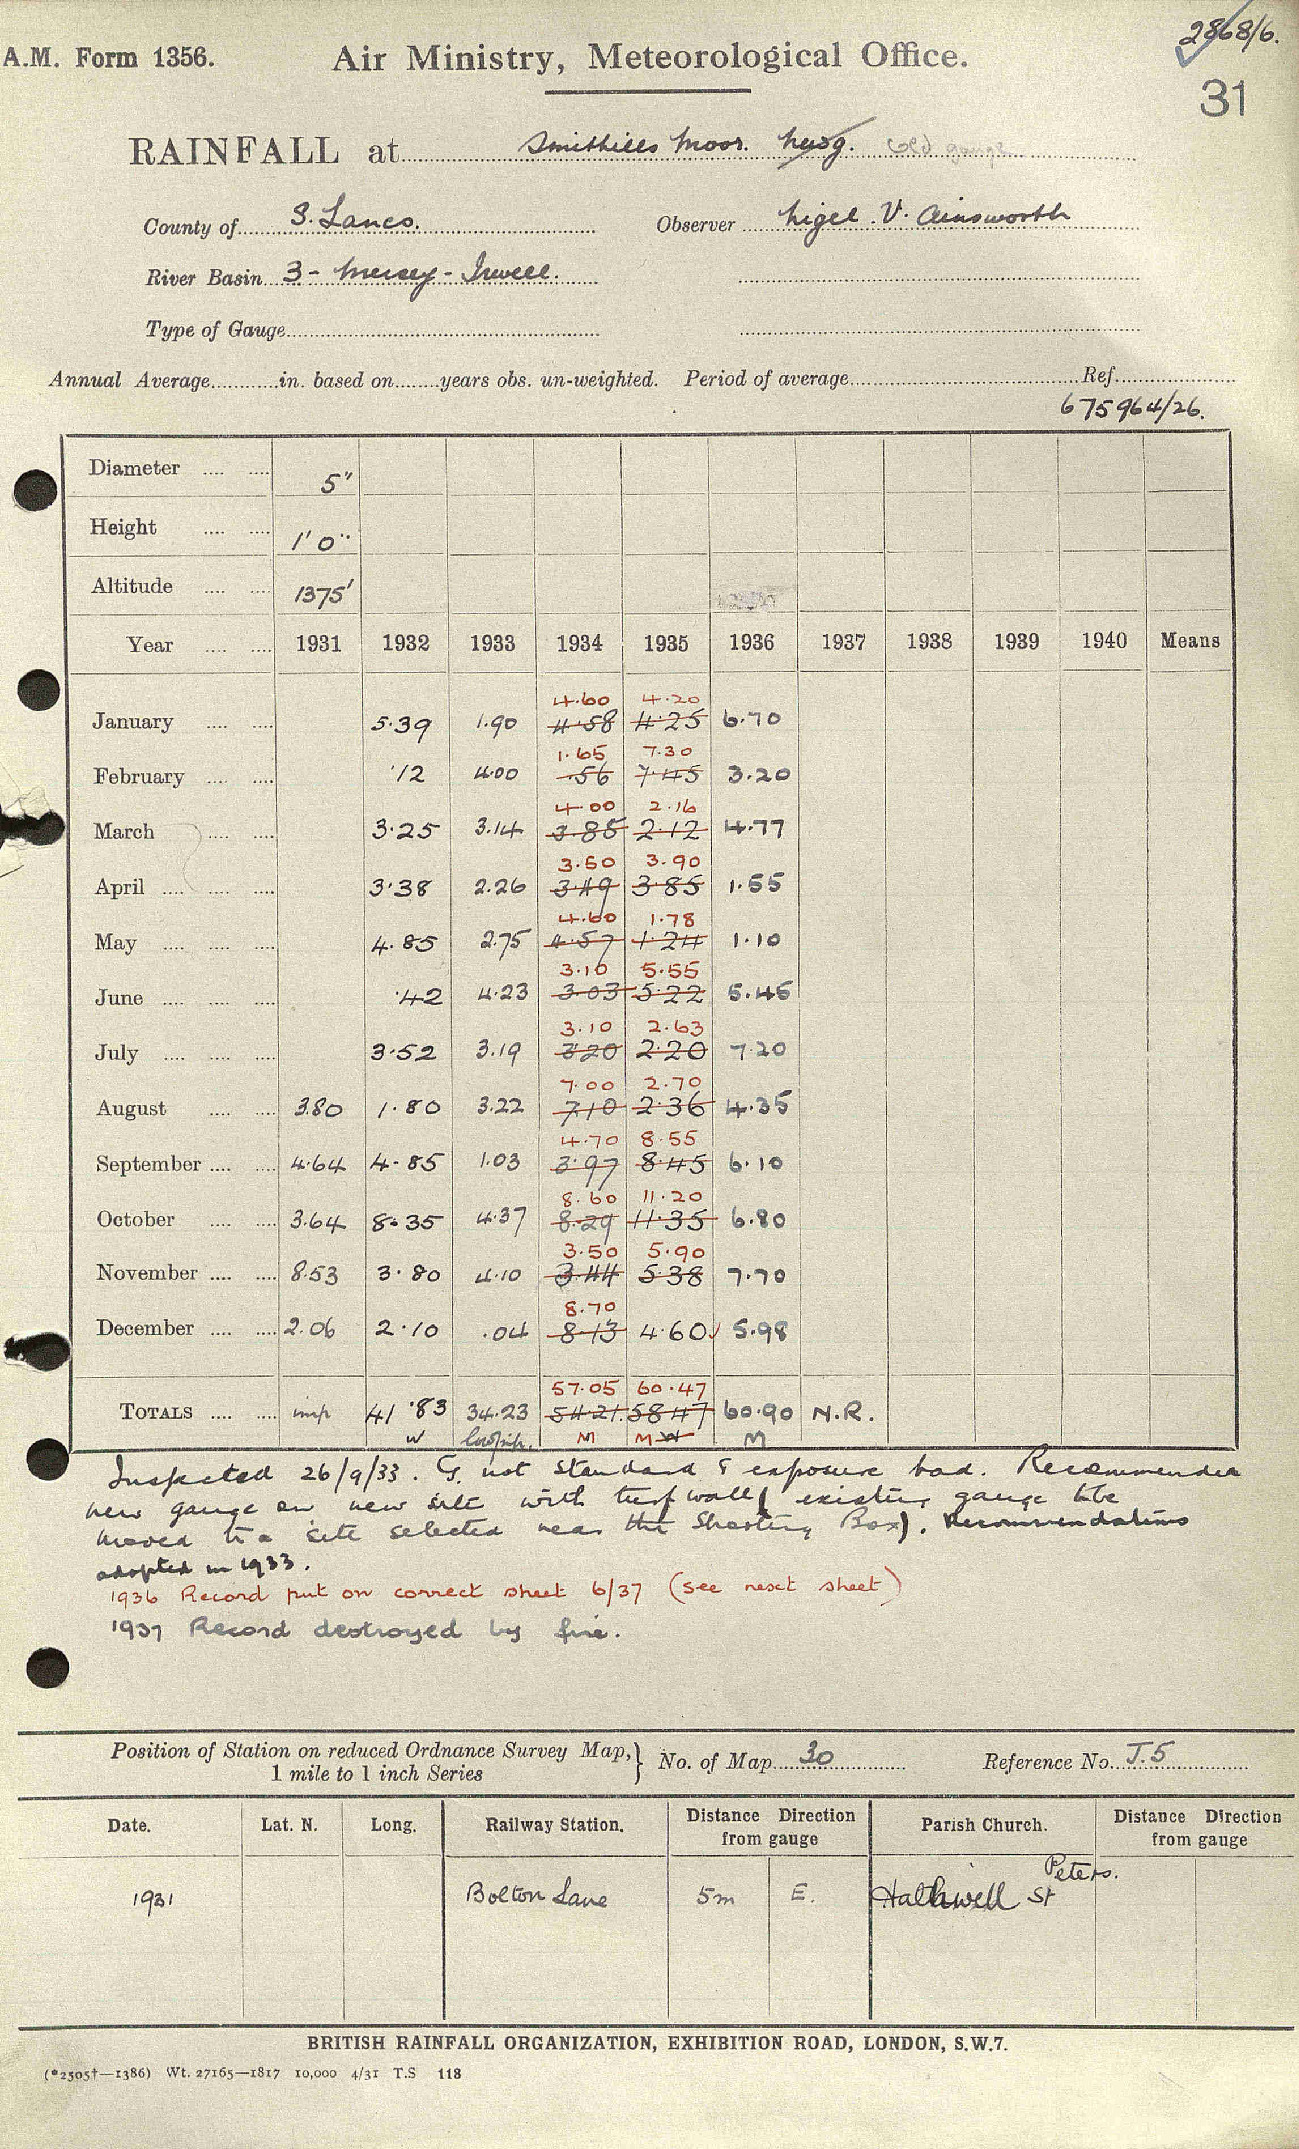 2868/6.
A.M. Form 1356. Air Ministry, Meteorological Office.
31
RAINFALL at Smithills Moor. old gauge
County of S. Lancs. Observer Nigel. V. Ainsworth
River Basin 3 - Mersey - Irwell.
Type of Gauge
Annual Average in. based on years obs. un-weighted. Period of average Ref.
675964/26.
Diameter 5"
Height 1' 0"
Altitude 1375'
Year 1931 1932 1933 1934 1935 1936 1937 1938 1939 1940 Means
4.60 4.20
January 5.39 1.90 4.58 4.25 6.70
1.65 7.30
February .12 4.00 .56 7.45 3.20
4.00 2.16
March 3.25 3.14 3.85 2.12 4.77
3.50 3.90
April 3.38 2.26 3.49 3.85 1.55
4.60 1.78
May 4.85 2.75 4.57 1.24 1.10
3.10 5.55
June .42 4.23 3.03 5.22 5.45
3.10 2.63
July 3.52 3.19 3.20 2.20 7.20
7.00 2.70
August 3.80 1.80 3.22 7.10 2.36 4.35
4.70 8.55
September 4.64 4.85 1.03 3.97 8.45 6.10
8.60 11.20
October 3.64 8.35 4.37 8.29 11.35 6.80
3.50 5.90
November 8.53 3.80 4.10 3.44 5.38 7.70
8.70
December 2.06 2.10 .04 8.13 4.60 5.98
57.05 60.47
TOTALS imp 41.83 34.23 54.21 58.47 60.90 N.R.
w M M W M
Inspected 26/9/33. G. not standard & exposure bad. Recommended
new gauge on new site with turf wall (existing gauge to be
moved to a site selected near the Shooting Box). Recommendations
adopted in 1933.
1936 Record put on correct sheet 6/37 (see next sheet)
1937 Record destroyed by fire.
Position of Station on reduced Ordnance Survey Map, 1 mile to 1 inch Series } No. of Map 30 Reference No. J.5
Date. Lat. N. Long. Railway Station. Distance Direction from gauge Parish Church. Distance Direction from gauge
1931 Bolton Lane 5m E. Halliwell St Peters.
BRITISH RAINFALL ORGANIZATION, EXHIBITION ROAD, LONDON, S.W.7.
(*2505†—1386) Wt. 27165—1817 10,000 4/31 T.S 118